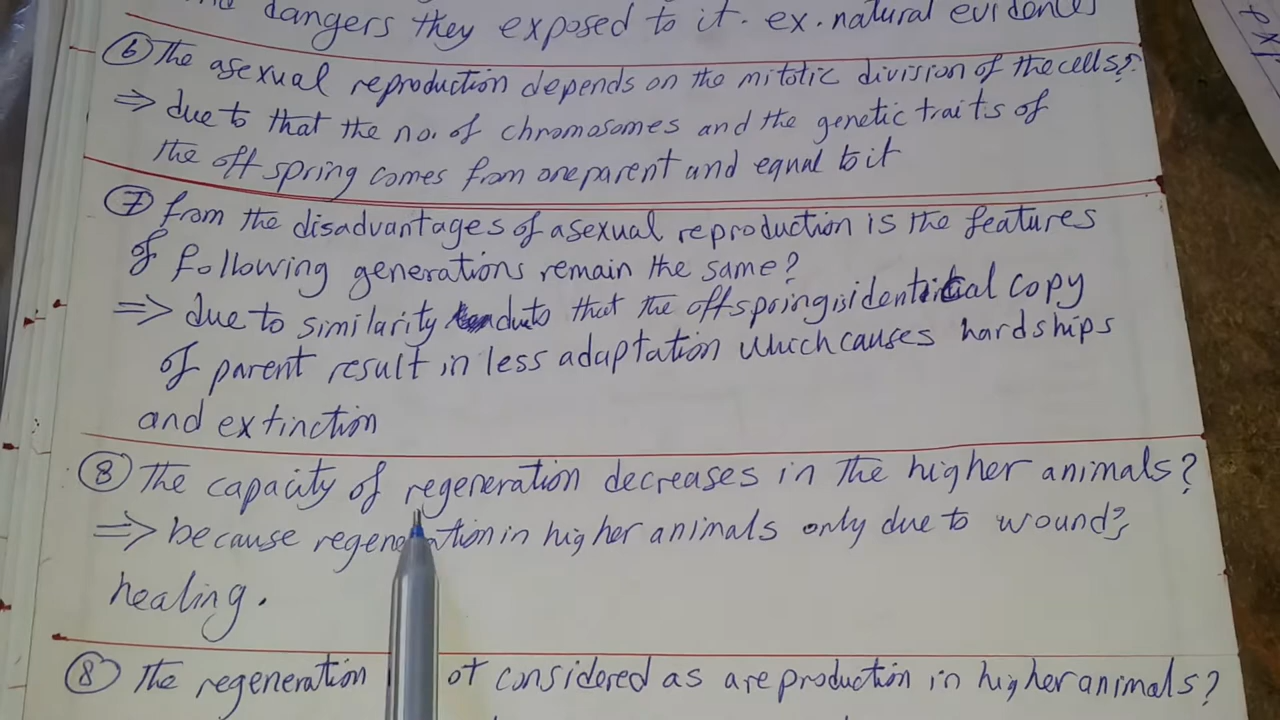 dangers they exposed to it. ex. natural evidences
⑥ The asexual reproduction depends on the mitotic division of the cells?
⇒ due to that the no. of chromosomes and the genetic traits of
the off spring comes from one parent and equal to it
⑦ from the disadvantages of asexual reproduction is the features
of following generations remain the same?
⇒ due to similarity due to that the offspring is identical copy
of parent result in less adaptation which causes hardships
and extinction
⑧ The capacity of regeneration decreases in the higher animals?
⇒ because regeneration in higher animals only due to wound's
healing.
⑧ The regeneration not considered as are production in higher animals?